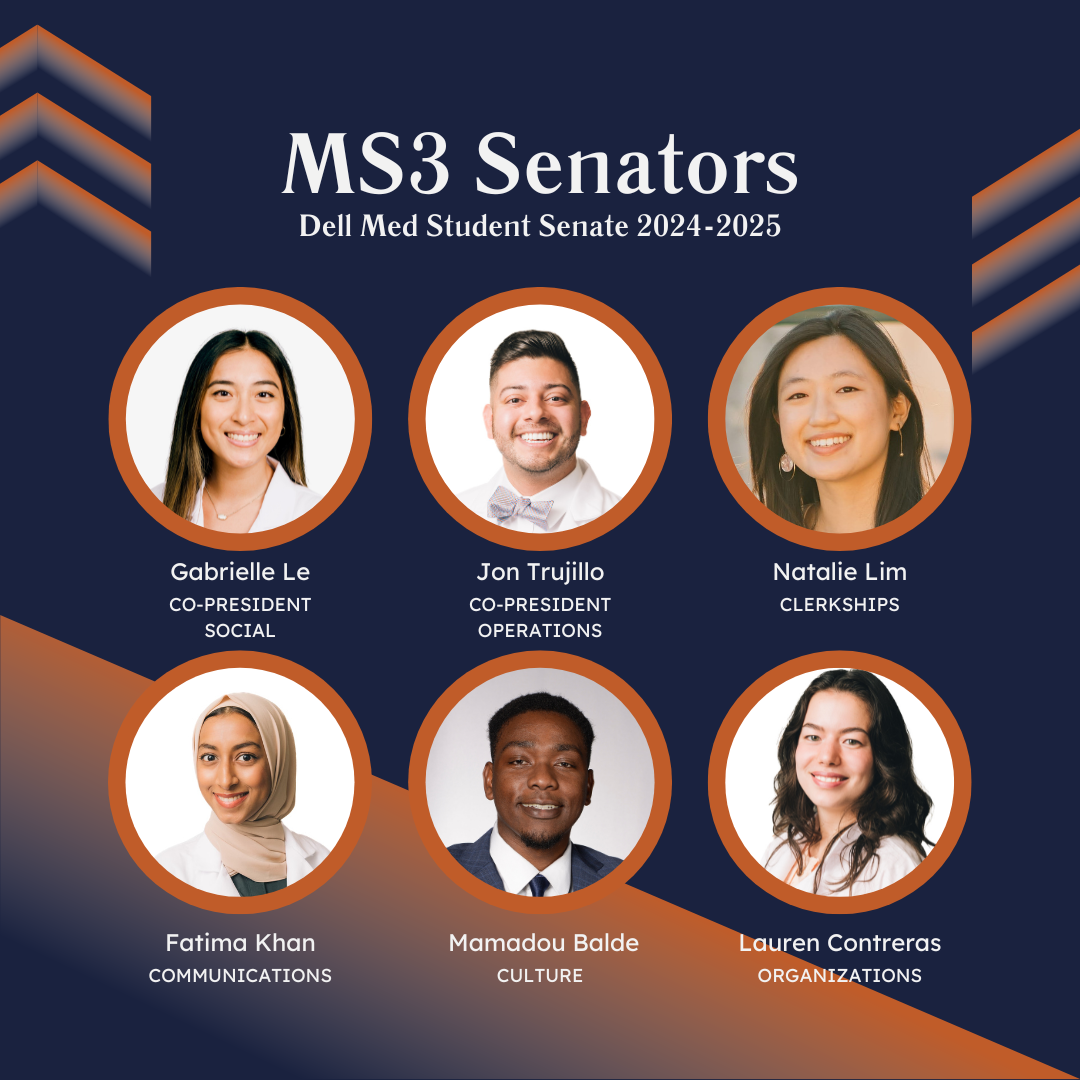 MS3 Senators
Dell Med Student Senate 2024-2025
Gabrielle Le
CO-PRESIDENT
SOCIAL
Jon Trujillo
CO-PRESIDENT
OPERATIONS
Natalie Lim
CLERKSHIPS
Fatima Khan
COMMUNICATIONS
Mamadou Balde
CULTURE
Lauren Contreras
ORGANIZATIONS